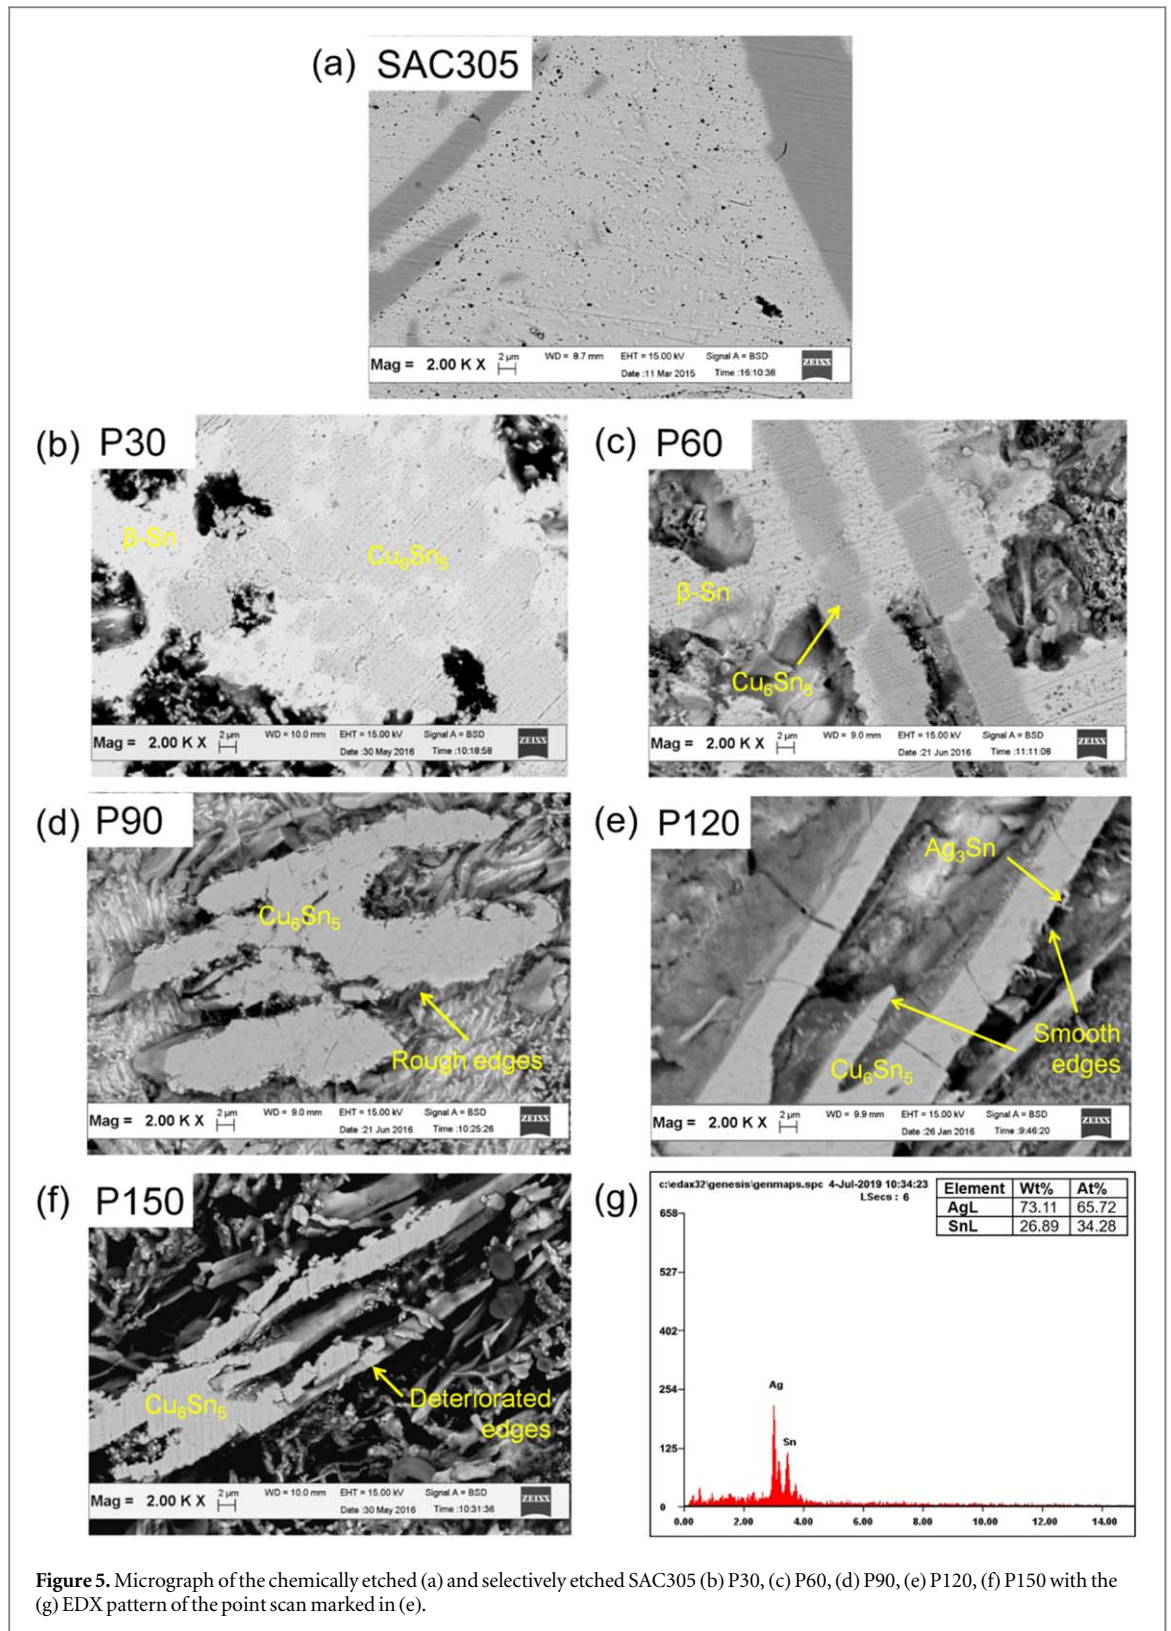 (a) SAC305
Mag = 2.00 K X 2 µm WD = 8.7 mm EHT = 15.00 kV Signal A = BSD ZEISS
Date :11 Mar 2015 Time :16:10:38
(b) P30
β-Sn
Cu6Sn5
Mag = 2.00 K X 2 µm WD = 10.0 mm EHT = 15.00 kV Signal A = BSD ZEISS
Date :30 May 2016 Time :10:18:58
(c) P60
β-Sn
Cu6Sn5
Mag = 2.00 K X 2 µm WD = 9.0 mm EHT = 15.00 kV Signal A = BSD ZEISS
Date :21 Jun 2016 Time :11:11:08
(d) P90
Cu6Sn5
Rough edges
Mag = 2.00 K X 2 µm WD = 9.0 mm EHT = 15.00 kV Signal A = BSD ZEISS
Date :21 Jun 2016 Time :10:25:26
(e) P120
Ag3Sn
Smooth
edges
Cu6Sn5
Mag = 2.00 K X 2 µm WD = 9.9 mm EHT = 15.00 kV Signal A = BSD ZEISS
Date :26 Jan 2016 Time :9:46:20
(f) P150
Cu6Sn5
Deteriorated
edges
Mag = 2.00 K X 2 µm WD = 10.0 mm EHT = 15.00 kV Signal A = BSD ZEISS
Date :30 May 2016 Time :10:31:36
(g)
c:\edax32\genesis\genmaps.spc 4-Jul-2019 10:34:23
LSecs : 6
Element Wt% At%
AgL 73.11 65.72
SnL 26.89 34.28
658
527
402
254
125
0
Ag
Sn
0.00 2.00 4.00 6.00 8.00 10.00 12.00 14.00
Figure 5. Micrograph of the chemically etched (a) and selectively etched SAC305 (b) P30, (c) P60, (d) P90, (e) P120, (f) P150 with the
(g) EDX pattern of the point scan marked in (e).